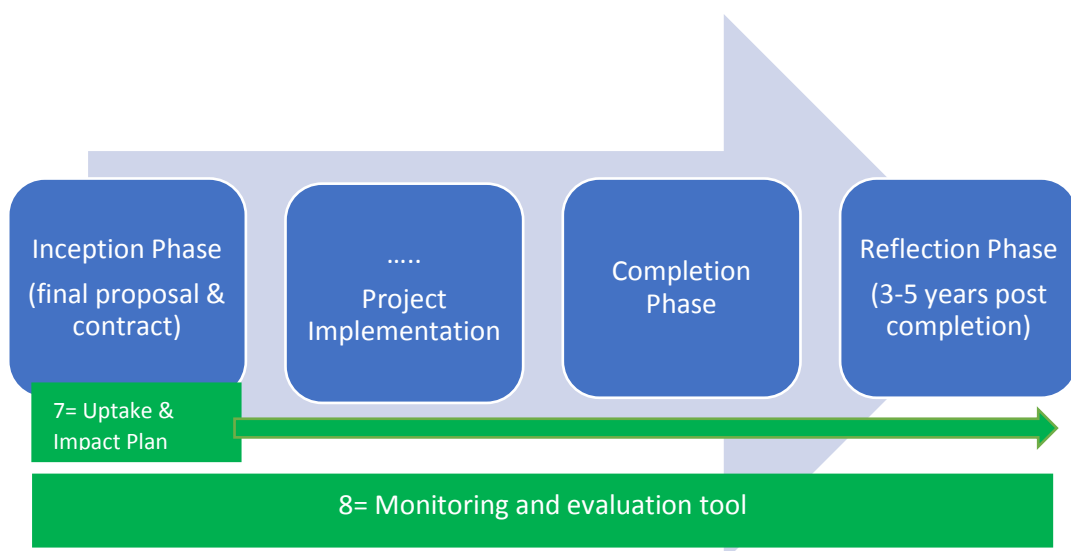 Inception Phase
(final proposal &
contract)
…..
Project
Implementation
Completion
Phase
Reflection Phase
(3-5 years post
completion)
7= Uptake &
Impact Plan
8= Monitoring and evaluation tool